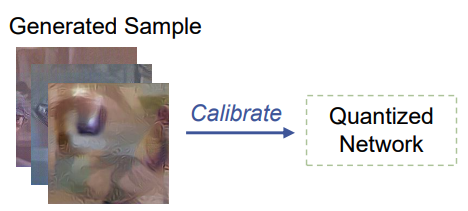 Generated Sample
Calibrate
Quantized
Network